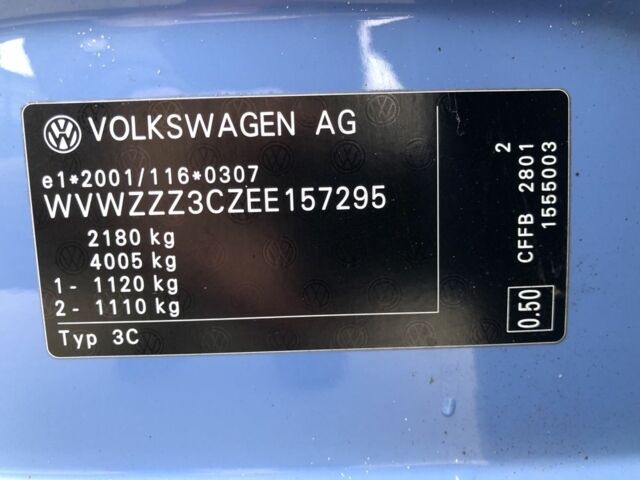 VOLKSWAGEN AG
e1*2001/116*0307
WVWZZZ3CZEE157295
2180 kg
4005 kg
1- 1120 kg
2- 1110 kg
Typ 3C
2
CFFB 2801
1555003
0.50